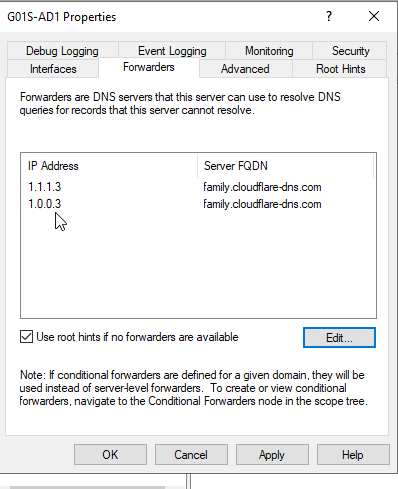 G01S-AD1 Properties
?
Debug Logging Event Logging Monitoring Security
Interfaces Forwarders Advanced Root Hints
Forwarders are DNS servers that this server can use to resolve DNS
queries for records that this server cannot resolve.
IP Address Server FQDN
1.1.1.3 family.cloudflare-dns.com
1.0.0.3 family.cloudflare-dns.com
Use root hints if no forwarders are available Edit...
Note: If conditional forwarders are defined for a given domain, they will
be used instead of server-level forwarders. To create or view conditional
forwarders, navigate to the Conditional Forwarders node in the scope tree.
OK Cancel Apply Help